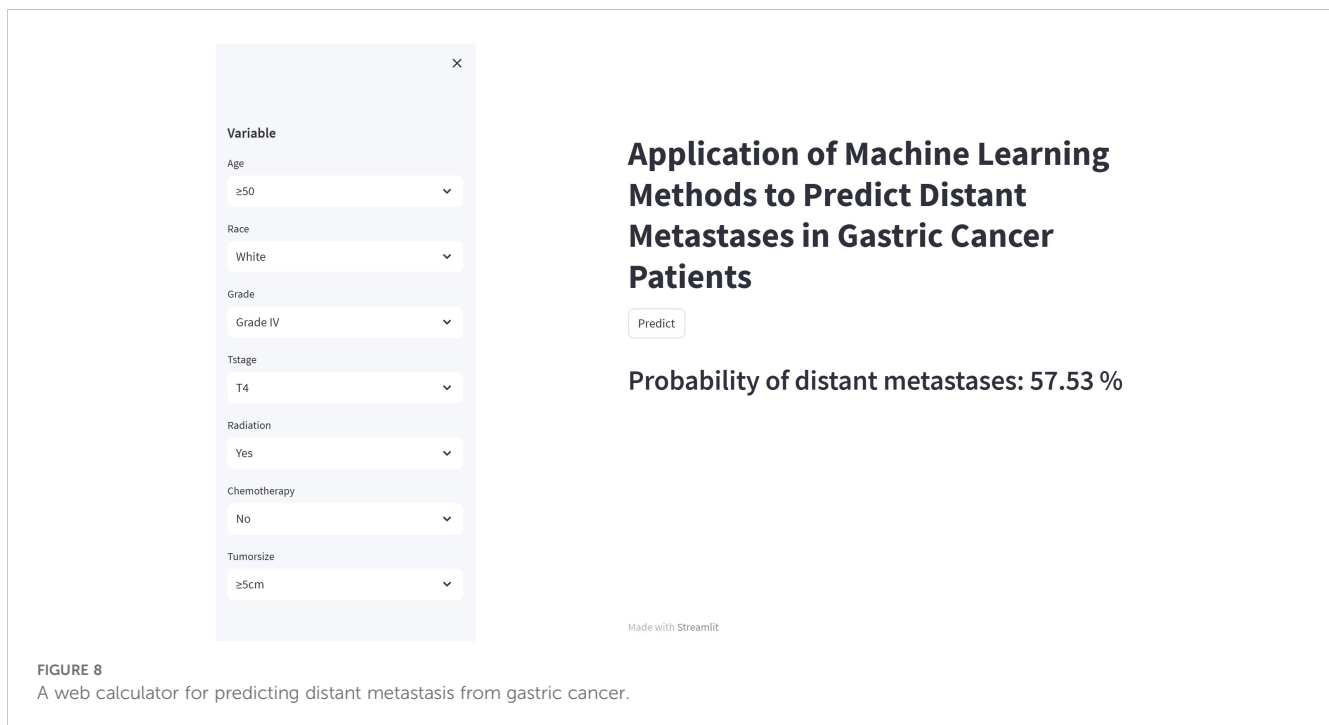 Variable
Age
≥50
Race
White
Grade
Grade IV
Tstage
T4
Radiation
Yes
Chemotherapy
No
Tumorsize
≥5cm
Application of Machine Learning
Methods to Predict Distant
Metastases in Gastric Cancer
Patients
Predict
Probability of distant metastases: 57.53 %
Made with Streamlit
FIGURE 8
A web calculator for predicting distant metastasis from gastric cancer.